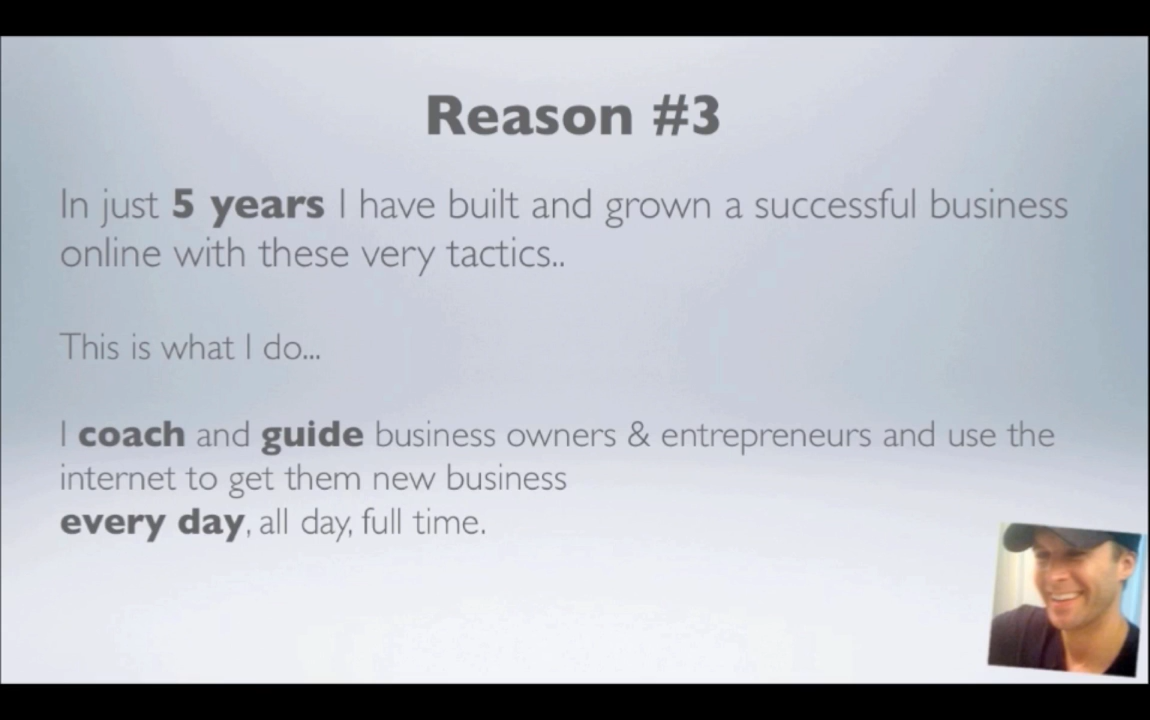 Reason #3
In just 5 years I have built and grown a successful business
online with these very tactics..
This is what I do...
I coach and guide business owners & entrepreneurs and use the
internet to get them new business
every day, all day, full time.